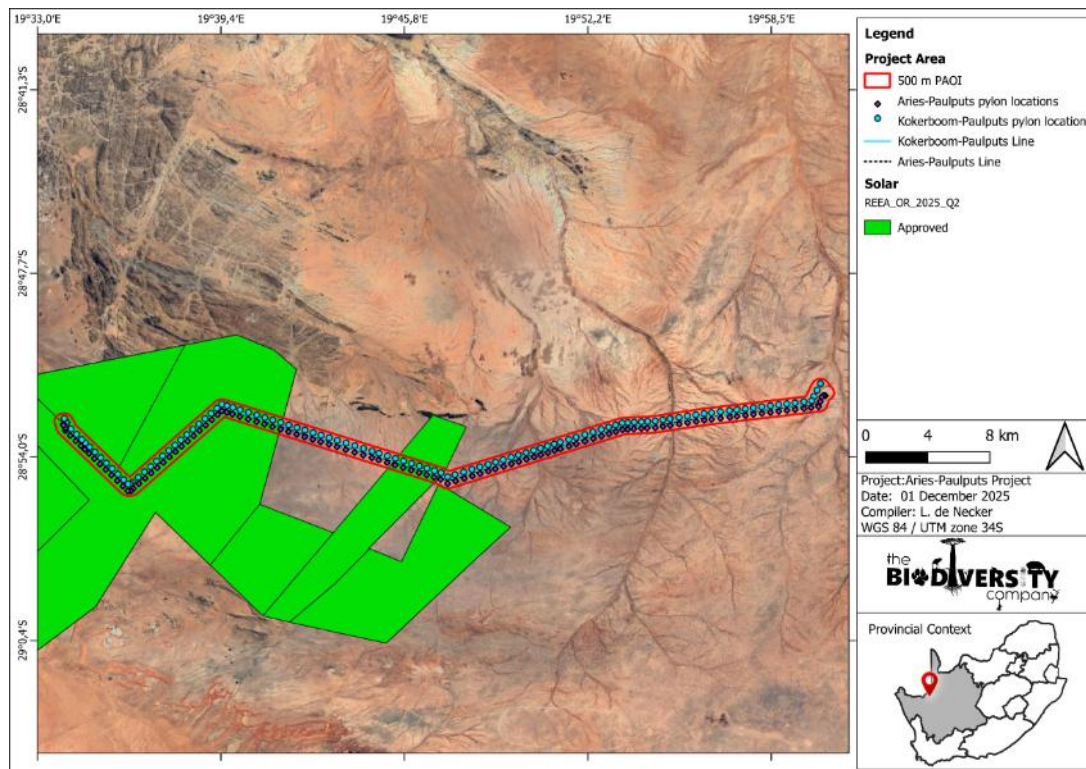 19°33,0'E 19°39,4'E 19°45,8'E 19°52,2'E 19°58,5'E
28°41,3'S
28°47,7'S
28°54,0'S
29°0,4'S
Legend
Project Area
500 m PAOI
Aries-Paulputs pylon locations
Kokerboom-Paulputs pylon location
Kokerboom-Paulputs Line
Aries-Paulputs Line
Solar
REEA_OR_2025_Q2
Approved
0 4 8 km
Project:Aries-Paulputs Project
Date: 01 December 2025
Compiler: L. de Necker
WGS 84 / UTM zone 34S
the
BIODIVERSITY
company
Provincial Context